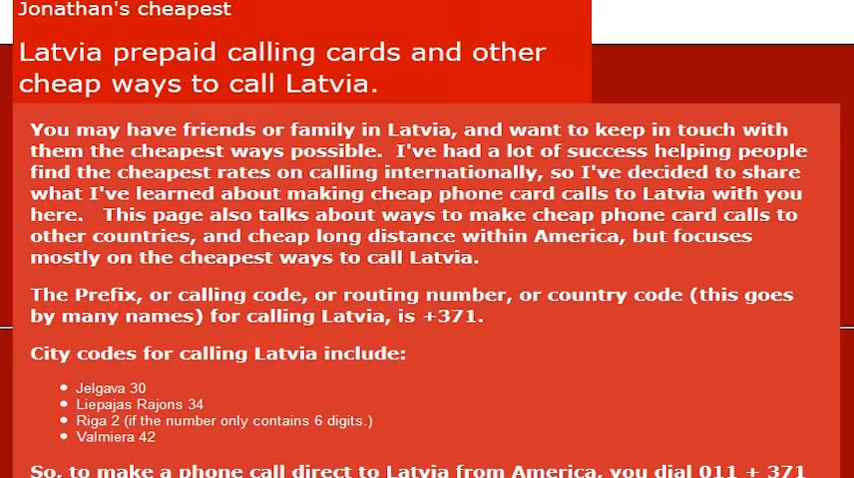 Jonathan's cheapest
Latvia prepaid calling cards and other
cheap ways to call Latvia.
You may have friends or family in Latvia, and want to keep in touch with
them the cheapest ways possible.  I've had a lot of success helping people
find the cheapest rates on calling internationally, so I've decided to share
what I've learned about making cheap phone card calls to Latvia with you
here.   This page also talks about ways to make cheap phone card calls to
other countries, and cheap long distance within America, but focuses
mostly on the cheapest ways to call Latvia.
The Prefix, or calling code, or routing number, or country code (this goes
by many names) for calling Latvia, is +371.
City codes for calling Latvia include:
• Jelgava 30
• Liepajas Rajons 34
• Riga 2 (if the number only contains 6 digits.)
• Valmiera 42
So, to make a phone call direct to Latvia from America, you dial 011 + 371